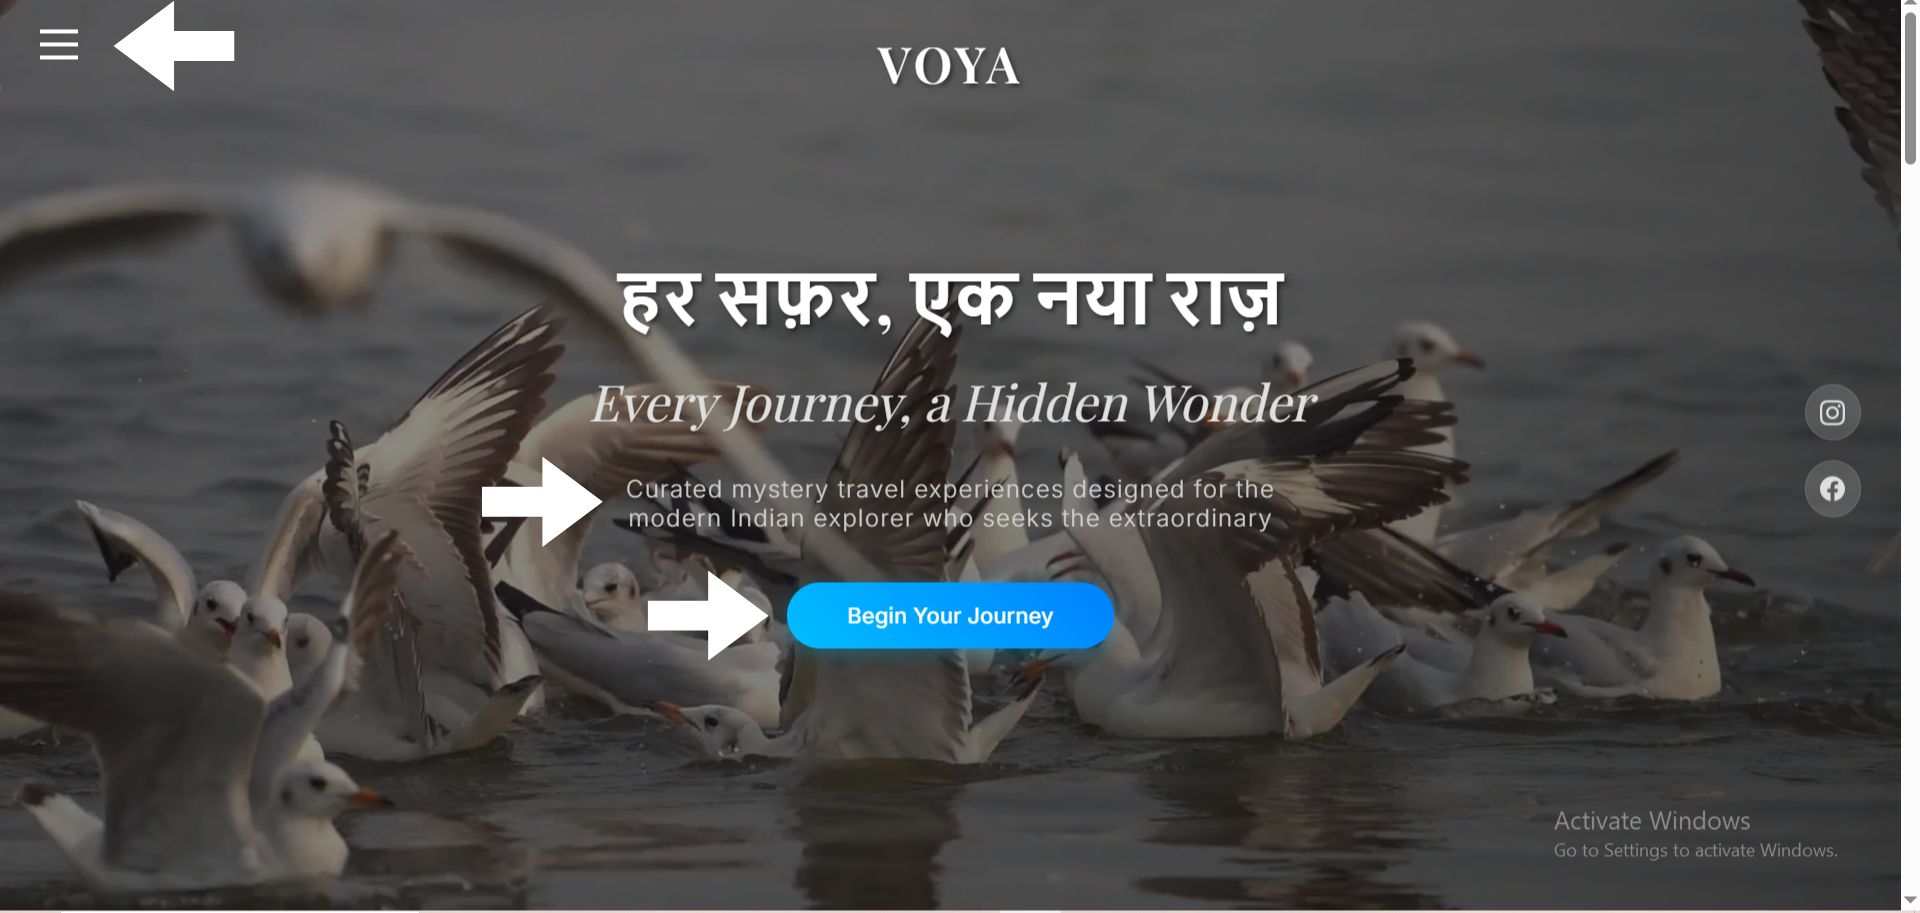 VOYA
हर सफ़र, एक नया राज़
Every Journey, a Hidden Wonder
Curated mystery travel experiences designed for the
modern Indian explorer who seeks the extraordinary
Begin Your Journey
Activate Windows
Go to Settings to activate Windows.